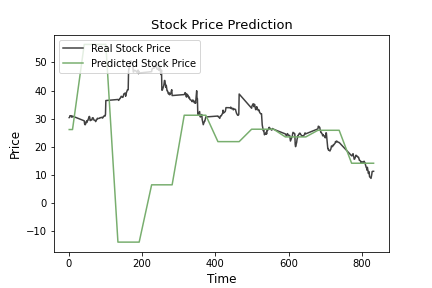 Stock Price Prediction
Real Stock Price
Predicted Stock Price
Price
50
40
30
20
10
0
−10
0 200 400 600 800
Time